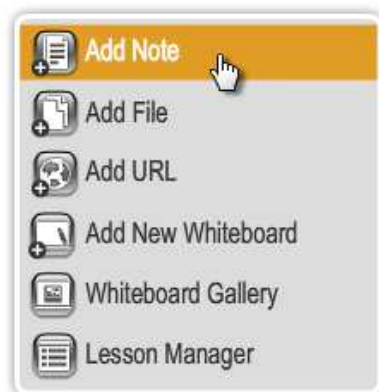 Add Note
Add File
Add URL
Add New Whiteboard
Whiteboard Gallery
Lesson Manager